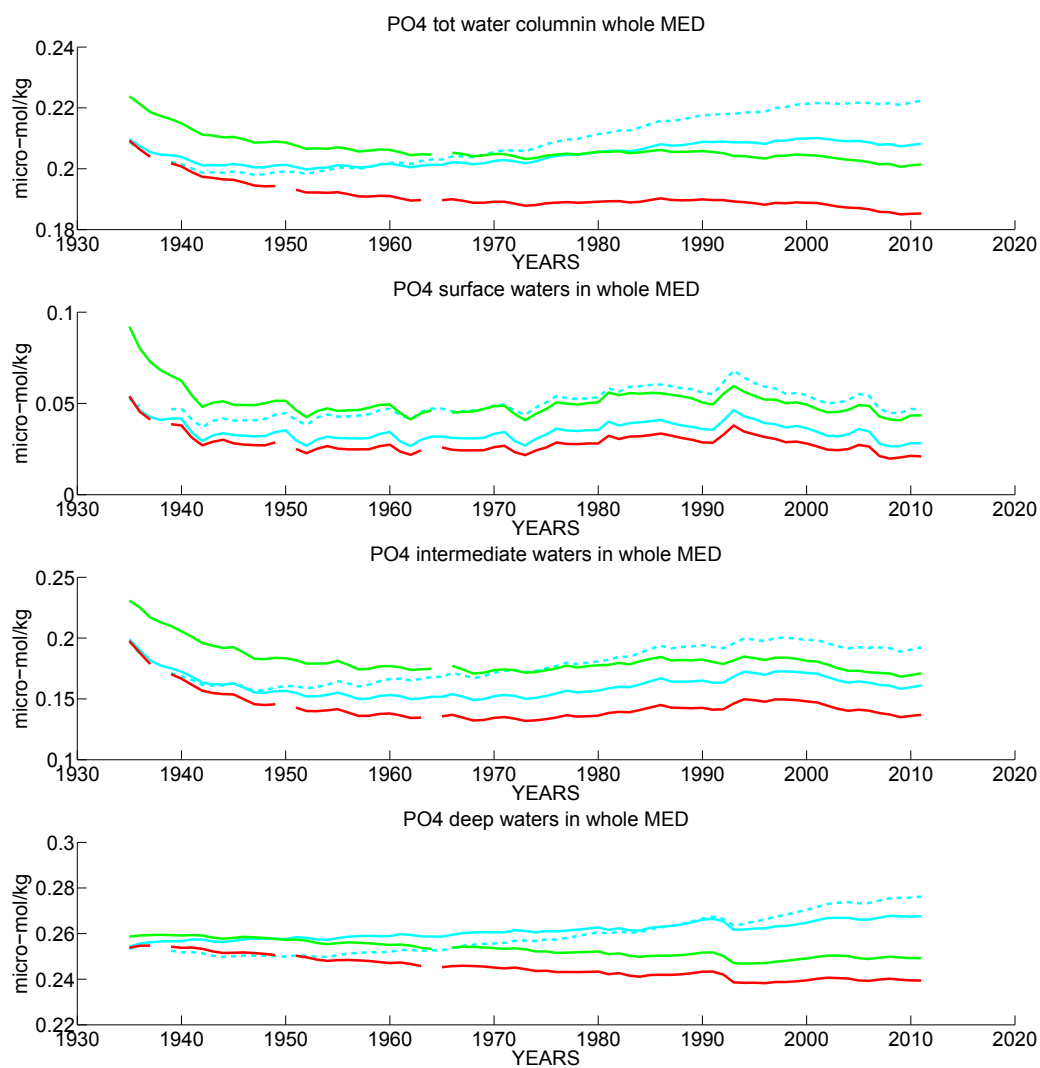 PO4 tot water columnin whole MED
micro−mol/kg
0.24
0.22
0.2
0.18
1930 1940 1950 1960 1970 1980 1990 2000 2010 2020
YEARS
PO4 surface waters in whole MED
micro−mol/kg
0.1
0.05
0
1930 1940 1950 1960 1970 1980 1990 2000 2010 2020
YEARS
PO4 intermediate waters in whole MED
micro−mol/kg
0.25
0.2
0.15
0.1
1930 1940 1950 1960 1970 1980 1990 2000 2010 2020
YEARS
PO4 deep waters in whole MED
micro−mol/kg
0.3
0.28
0.26
0.24
0.22
1930 1940 1950 1960 1970 1980 1990 2000 2010 2020
YEARS